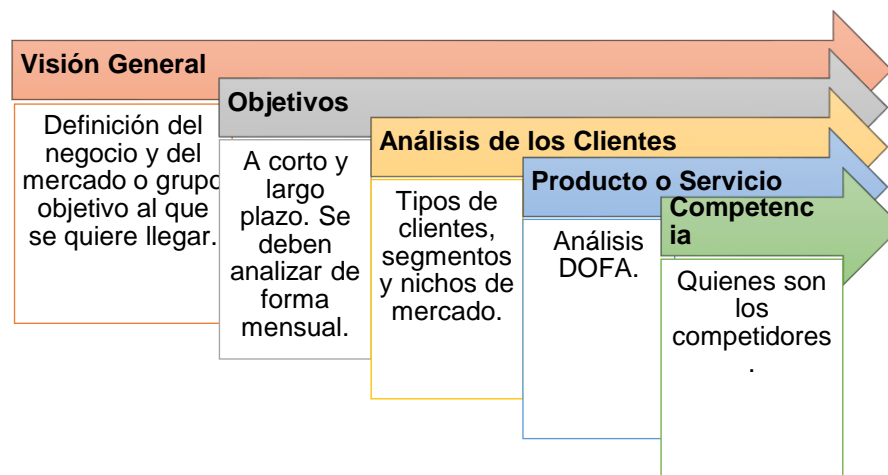 Visión General
Definición del
negocio y del
mercado o grupo
objetivo al que
se quiere llegar.
Objetivos
A corto y
largo
plazo. Se
deben
analizar de
forma
mensual.
Análisis de los Clientes
Tipos de
clientes,
segmentos
y nichos de
mercado.
Producto o Servicio
Análisis
DOFA.
Competenc
ia
Quienes son
los
competidores
.